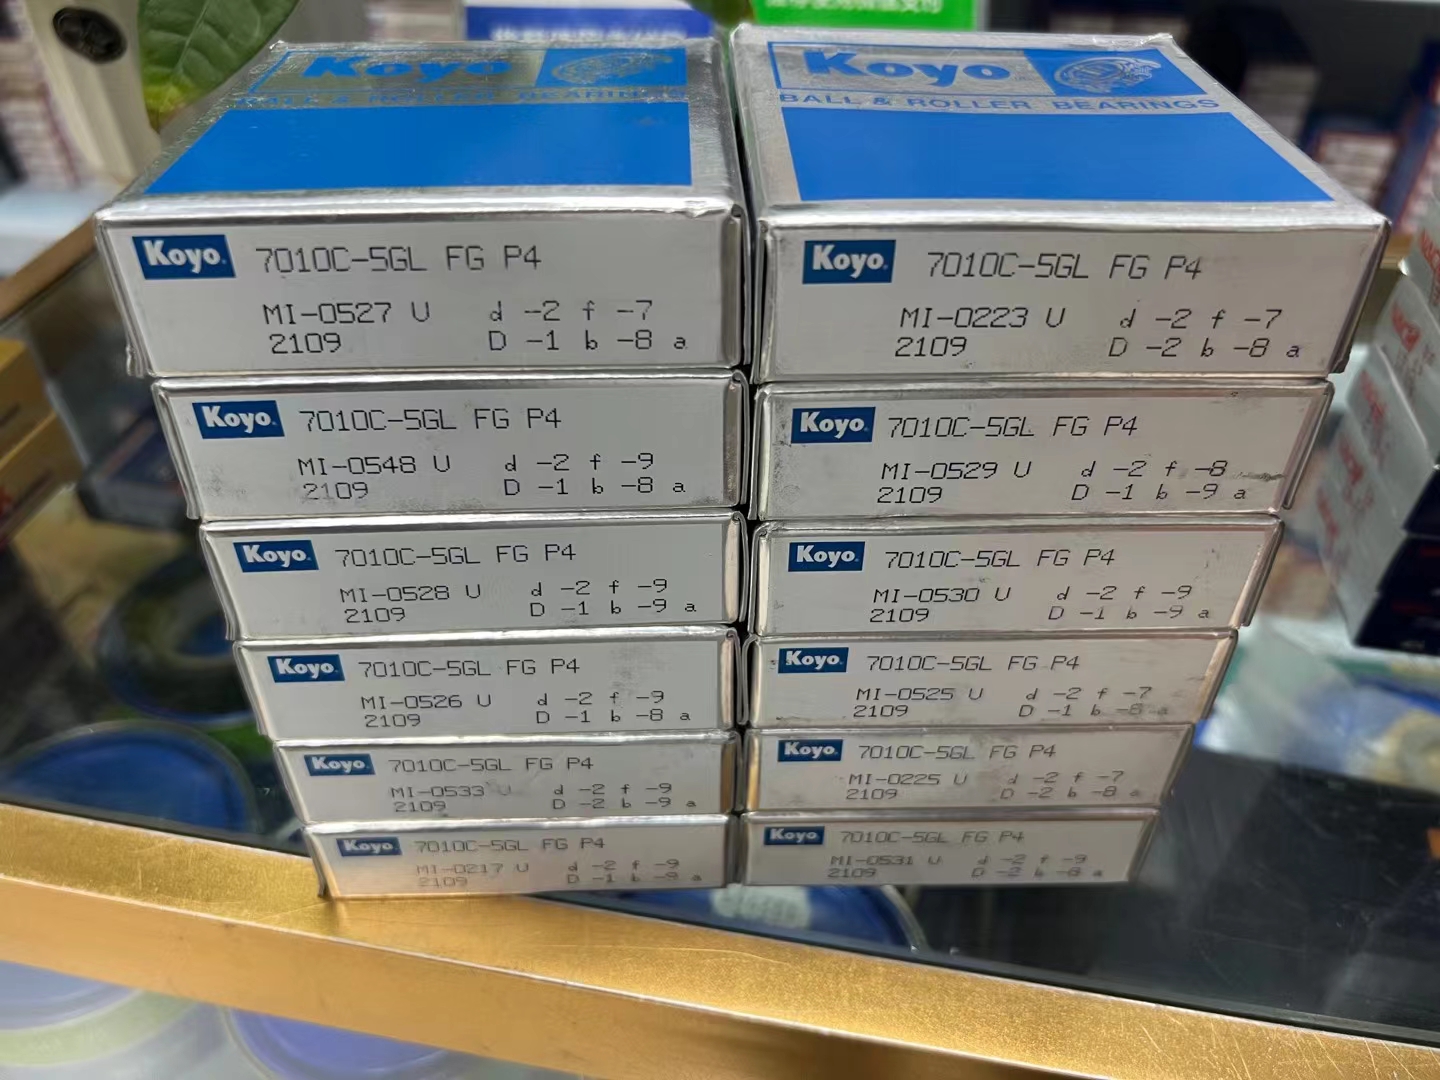 Koyo
BALL & ROLLER BEARINGS
Koyo 7010C-5GL FG P4
MI-0527 U d -2 f -7
2109 D -1 b -8 a
Koyo 7010C-5GL FG P4
MI-0548 U d -2 f -9
2109 D -1 b -8 a
Koyo 7010C-5GL FG P4
MI-0528 U d -2 f -9
2109 D -1 b -9 a
Koyo 7010C-5GL FG P4
MI-0526 U d -2 f -9
2109 D -1 b -8 a
Koyo 7010C-5GL FG P4
MI-0533 U d -2 f -9
2109 D -2 b -9 a
Koyo 7010C-5GL FG P4
MI-0217 U d -2 f -9
2109 D -1 b -9 a
Koyo
BALL & ROLLER BEARINGS
Koyo 7010C-5GL FG P4
MI-0223 U d -2 f -7
2109 D -2 b -8 a
Koyo 7010C-5GL FG P4
MI-0529 U d -2 f -8
2109 D -1 b -9 a
Koyo 7010C-5GL FG P4
MI-0530 U d -2 f -9
2109 D -1 b -9 a
Koyo 7010C-5GL FG P4
MI-0525 U d -2 f -7
2109 D -1 b -8 a
Koyo 7010C-5GL FG P4
MI-0225 U d -2 f -7
2109 D -2 b -8 a
Koyo 7010C-5GL FG P4
MI-0531 U d -2 f -9
2109 D -2 b -8 a